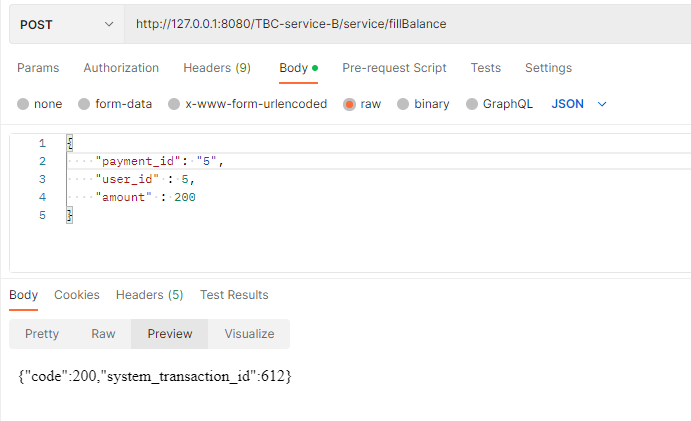 POST http://127.0.0.1:8080/TBC-service-B/service/fillBalance
Params Authorization Headers (9) Body Pre-request Script Tests Settings
none form-data x-www-form-urlencoded raw binary GraphQL JSON
1 {
2 "payment_id": "5",
3 "user_id" : 5,
4 "amount" : 200
5 }
Body Cookies Headers (5) Test Results
Pretty Raw Preview Visualize
{"code":200,"system_transaction_id":612}